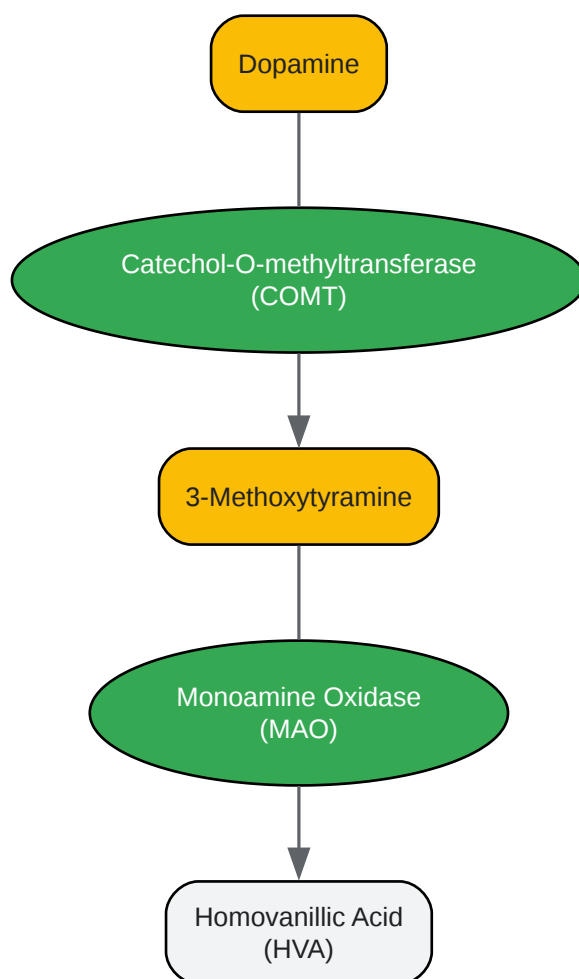 Dopamine
Catechol-O-methyltransferase
(COMT)
3-Methoxytyramine
Monoamine Oxidase
(MAO)
Homovanillic Acid
(HVA)